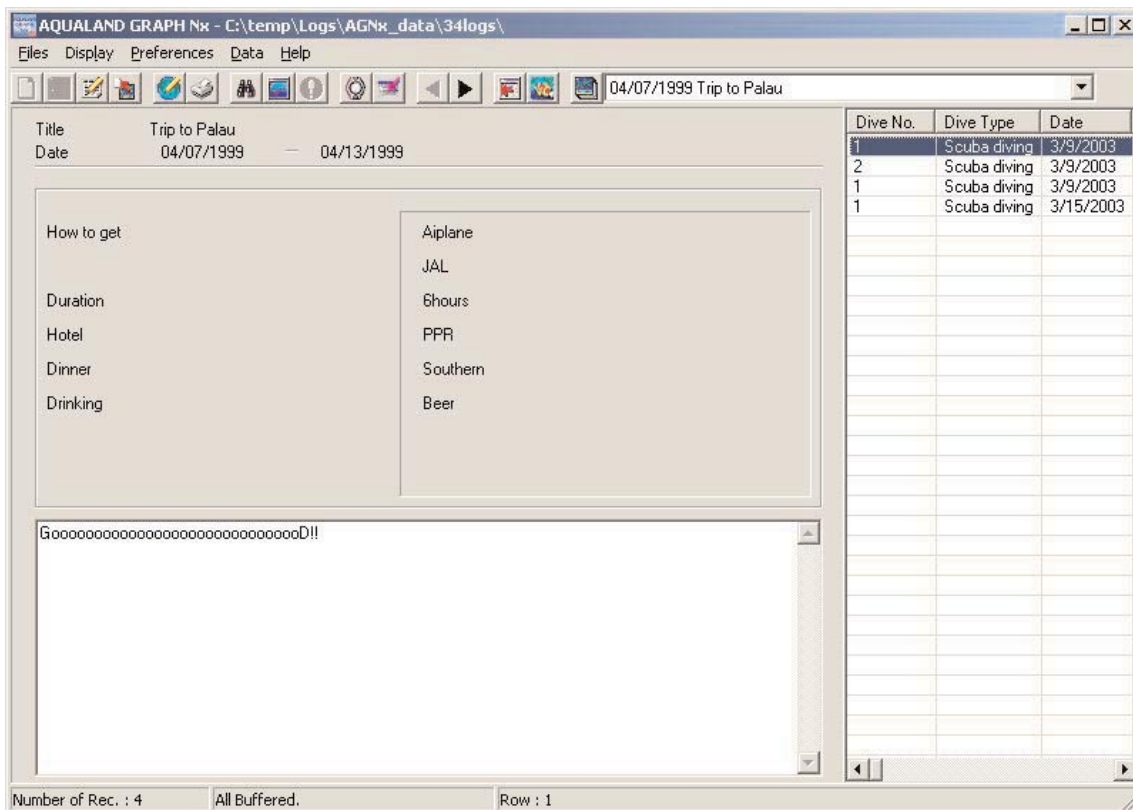 AQUALAND GRAPH Nx - C:\temp\Logs\AGNx_data\34logs\
Files Display Preferences Data Help
04/07/1999 Trip to Palau
Title Trip to Palau
Date 04/07/1999 — 04/13/1999
How to get Aiplane
JAL
Duration 6hours
Hotel PPR
Dinner Southern
Drinking Beer
GoooooooooooooooooooooooooooooD!!
Dive No. Dive Type Date
1 Scuba diving 3/9/2003
2 Scuba diving 3/9/2003
1 Scuba diving 3/9/2003
1 Scuba diving 3/15/2003
Number of Rec. : 4 All Buffered. Row : 1